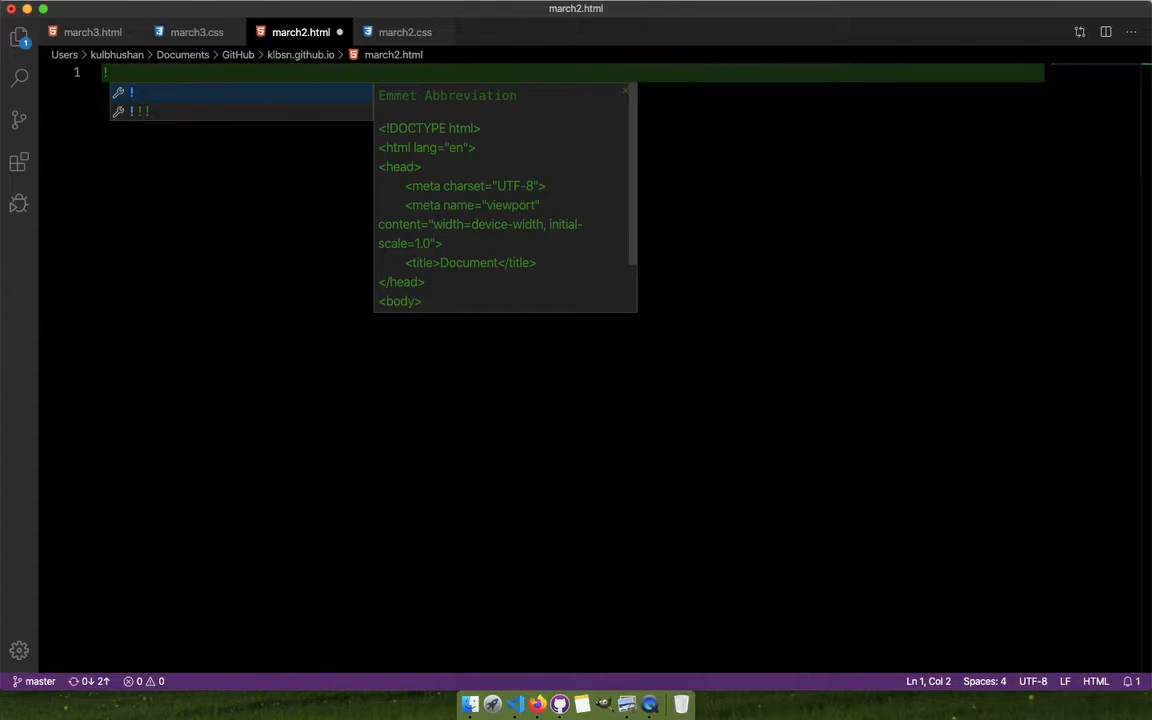 march2.html
march3.html
march3.css
march2.html
march2.css
Users > kulbhushan > Documents > GitHub > klbsn.github.io > march2.html
1 !
!
!!!
Emmet Abbreviation
<!DOCTYPE html>
<html lang="en">
<head>
<meta charset="UTF-8">
<meta name="viewport"
content="width=device-width, initial-
scale=1.0">
<title>Document</title>
</head>
<body>
1
master 0↓ 2↑ 0 0 Ln 1, Col 2 Spaces: 4 UTF-8 LF HTML 1